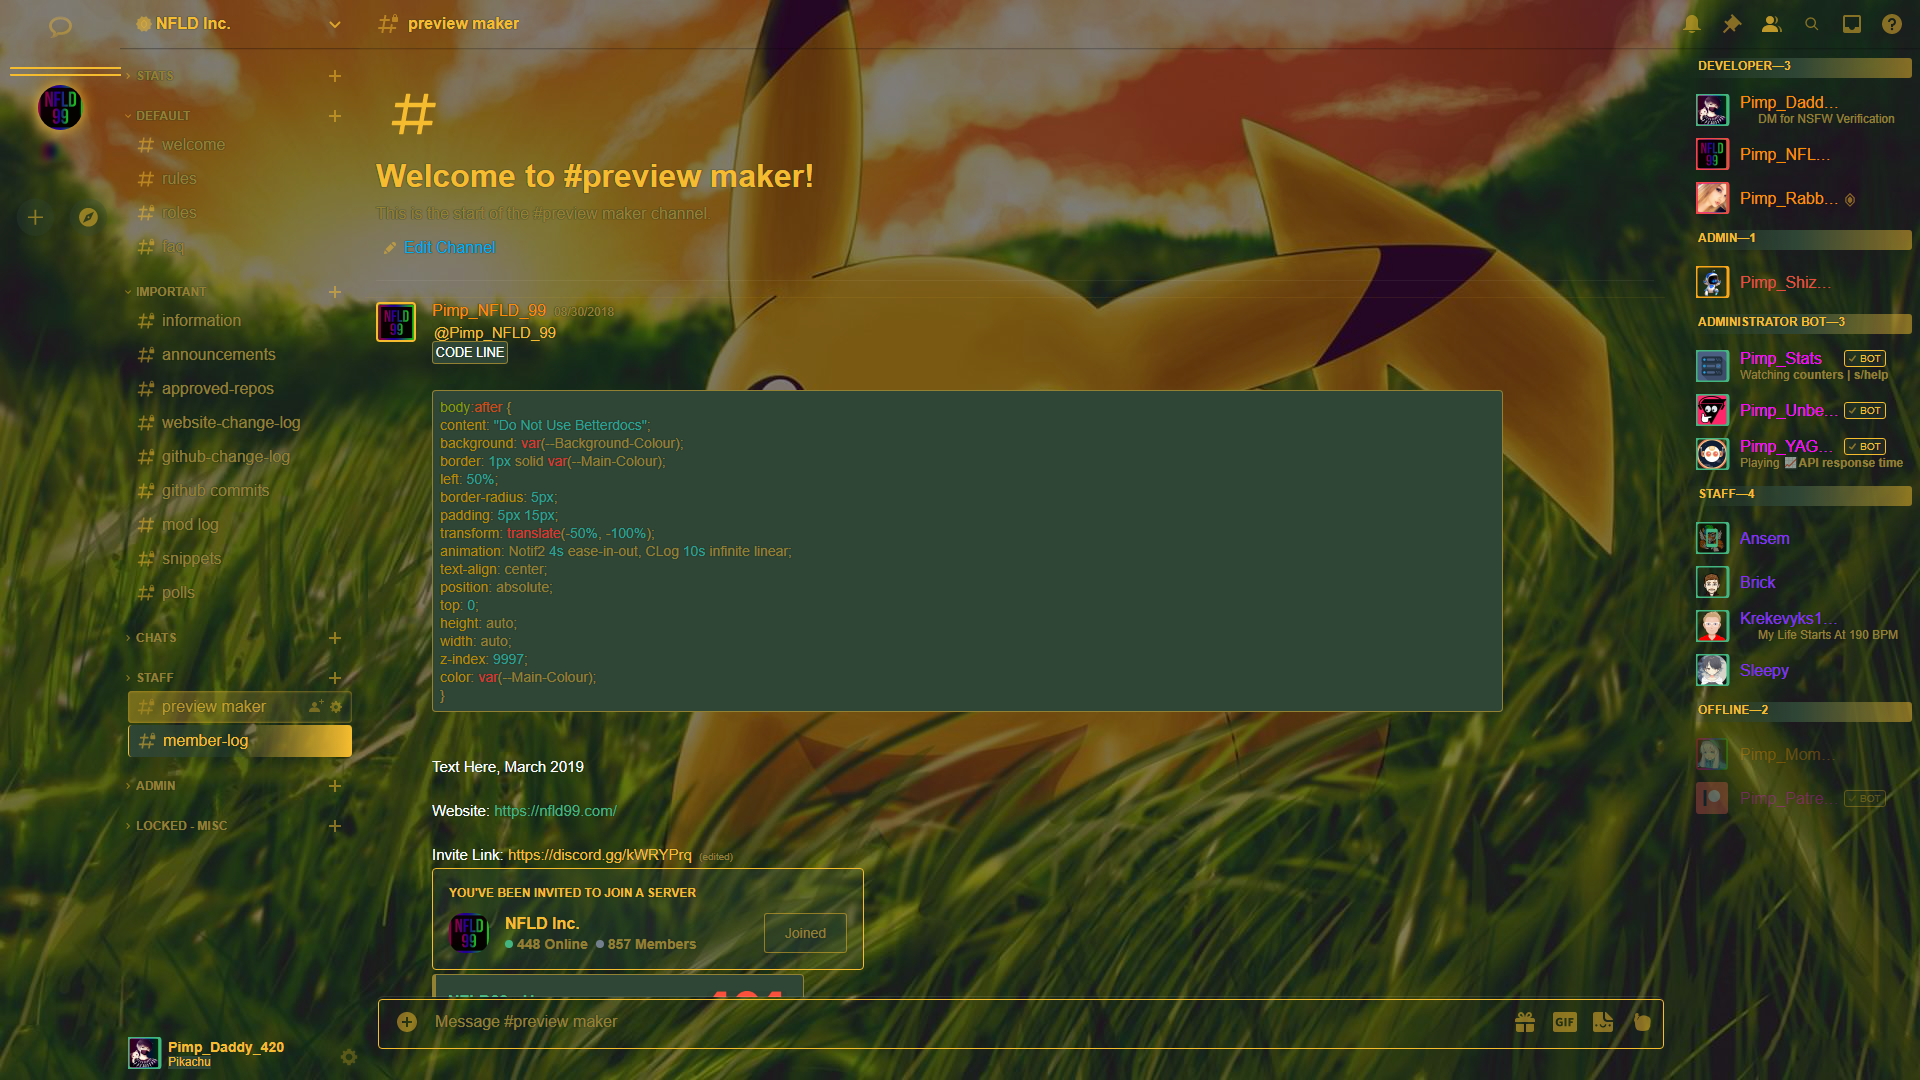 NFLD Inc.
preview maker
STATS
NFLD
99
DEFAULT
welcome
rules
roles
faq
IMPORTANT
information
announcements
approved-repos
website-change-log
github-change-log
github commits
mod log
snippets
polls
CHATS
STAFF
preview maker
member-log
ADMIN
LOCKED - MISC
Pimp_Daddy_420
Pikachu
Welcome to #preview maker!
This is the start of the #preview maker channel
Edit Channel
NFLD
99
Pimp_NFLD_99 08/30/2018
@Pimp_NFLD_99
CODE LINE
body:after {
content: "Do Not Use Betterdocs";
background: var(--Background-Colour);
border: 1px solid var(--Main-Colour);
left: 50%;
border-radius: 5px;
padding: 5px 15px;
transform: translate(-50%, -100%);
animation: Notif2 4s ease-in-out, CLog 10s infinite linear;
text-align: center;
position: absolute;
top: 0;
height: auto;
width: auto;
z-index: 9997;
color: var(--Main-Colour);
}
Text Here, March 2019
Website: https://nfld99.com/
Invite Link: https://discord.gg/kWRYPrq (edited)
YOU'VE BEEN INVITED TO JOIN A SERVER
NFLD
99
NFLD Inc.
448 Online 857 Members
Joined
Message #preview maker
GIF
DEVELOPER—3
Pimp_Dadd...
DM for NSFW Verification
NFLD
99
Pimp_NFL...
Pimp_Rabb...
ADMIN—1
Pimp_Shiz...
ADMINISTRATOR BOT—3
Pimp_Stats BOT
Watching counters | s/help
Pimp_Unbe... BOT
Pimp_YAG... BOT
Playing API response time
STAFF—4
Ansem
Brick
Krekevyks1...
My Life Starts At 190 BPM
Sleepy
OFFLINE—2
Pimp_Mom...
Pimp_Patre... BOT